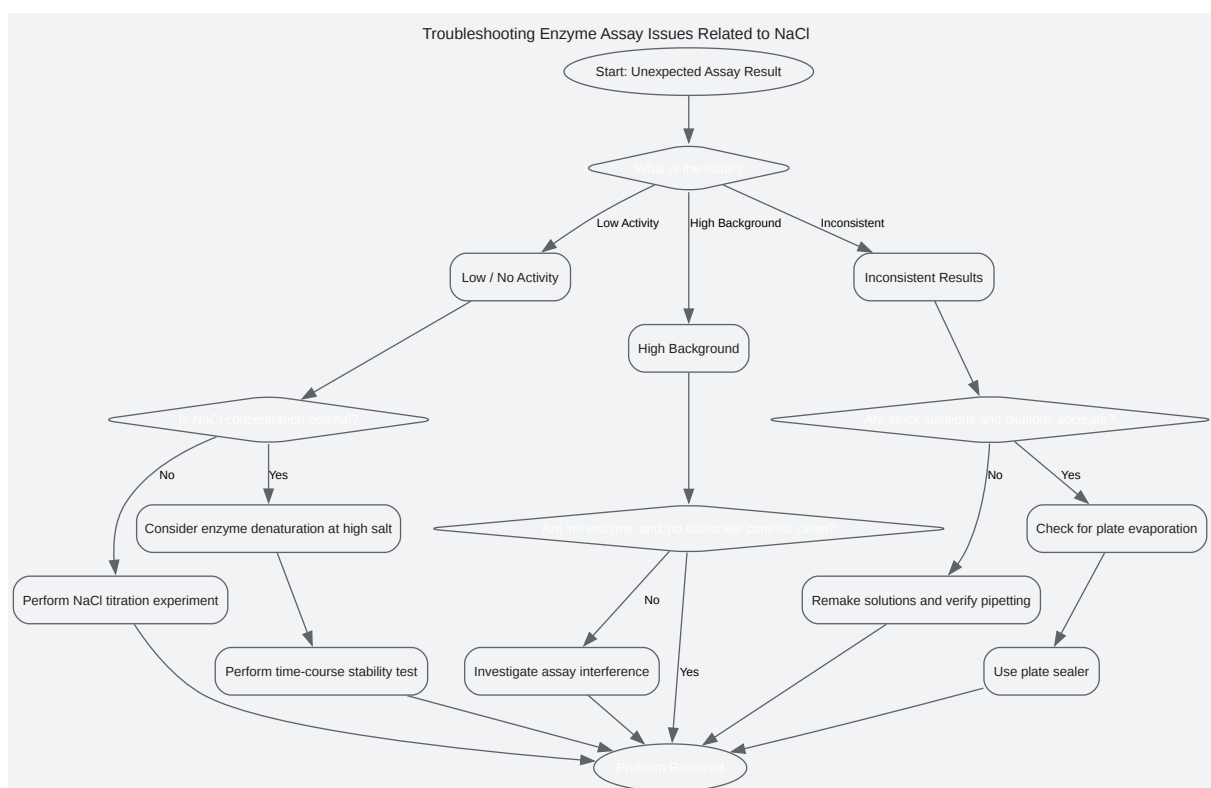 Troubleshooting Enzyme Assay Issues Related to NaCl
Start: Unexpected Assay Result
What is the issue?
Low Activity
High Background
Inconsistent
Low / No Activity
Inconsistent Results
High Background
Is NaCl concentration optimal?
Are stock solutions and dilutions accurate?
No
Yes
No
Yes
Consider enzyme denaturation at high salt
Are 'no enzyme' and 'no substrate' controls clean?
Check for plate evaporation
Perform NaCl titration experiment
No
Remake solutions and verify pipetting
Perform time-course stability test
Investigate assay interference
Yes
Use plate sealer
Problem Resolved